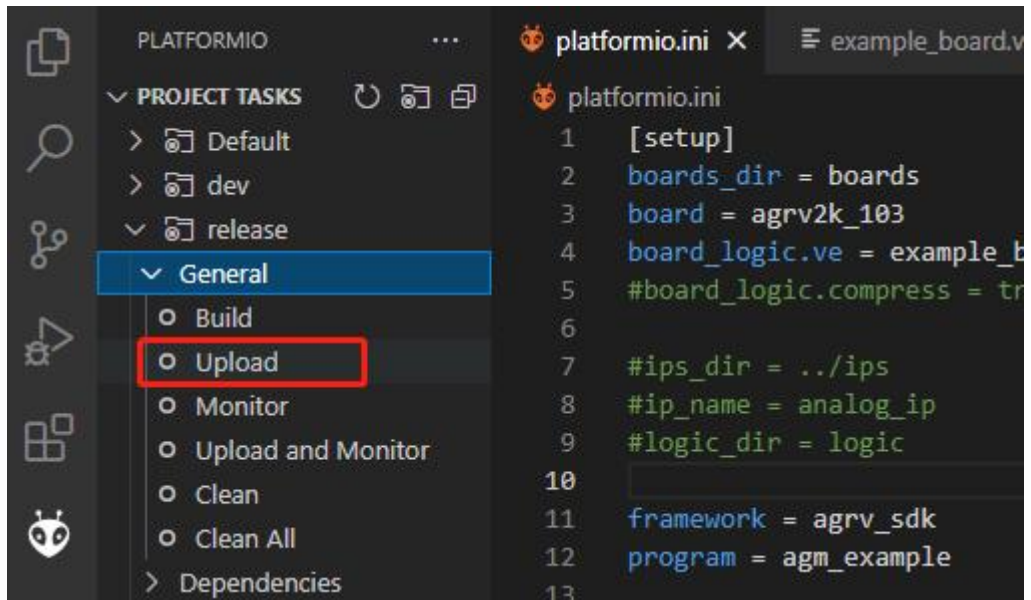 PLATFORMIO
PROJECT TASKS
Default
dev
release
General
Build
Upload
Monitor
Upload and Monitor
Clean
Clean All
Dependencies
platformio.ini
example_board.v
platformio.ini
1 [setup]
2 boards_dir = boards
3 board = agrv2k_103
4 board_logic.ve = example_b
5 #board_logic.compress = tr
6
7 #ips_dir = ../ips
8 #ip_name = analog_ip
9 #logic_dir = logic
10
11 framework = agrv_sdk
12 program = agm_example
13